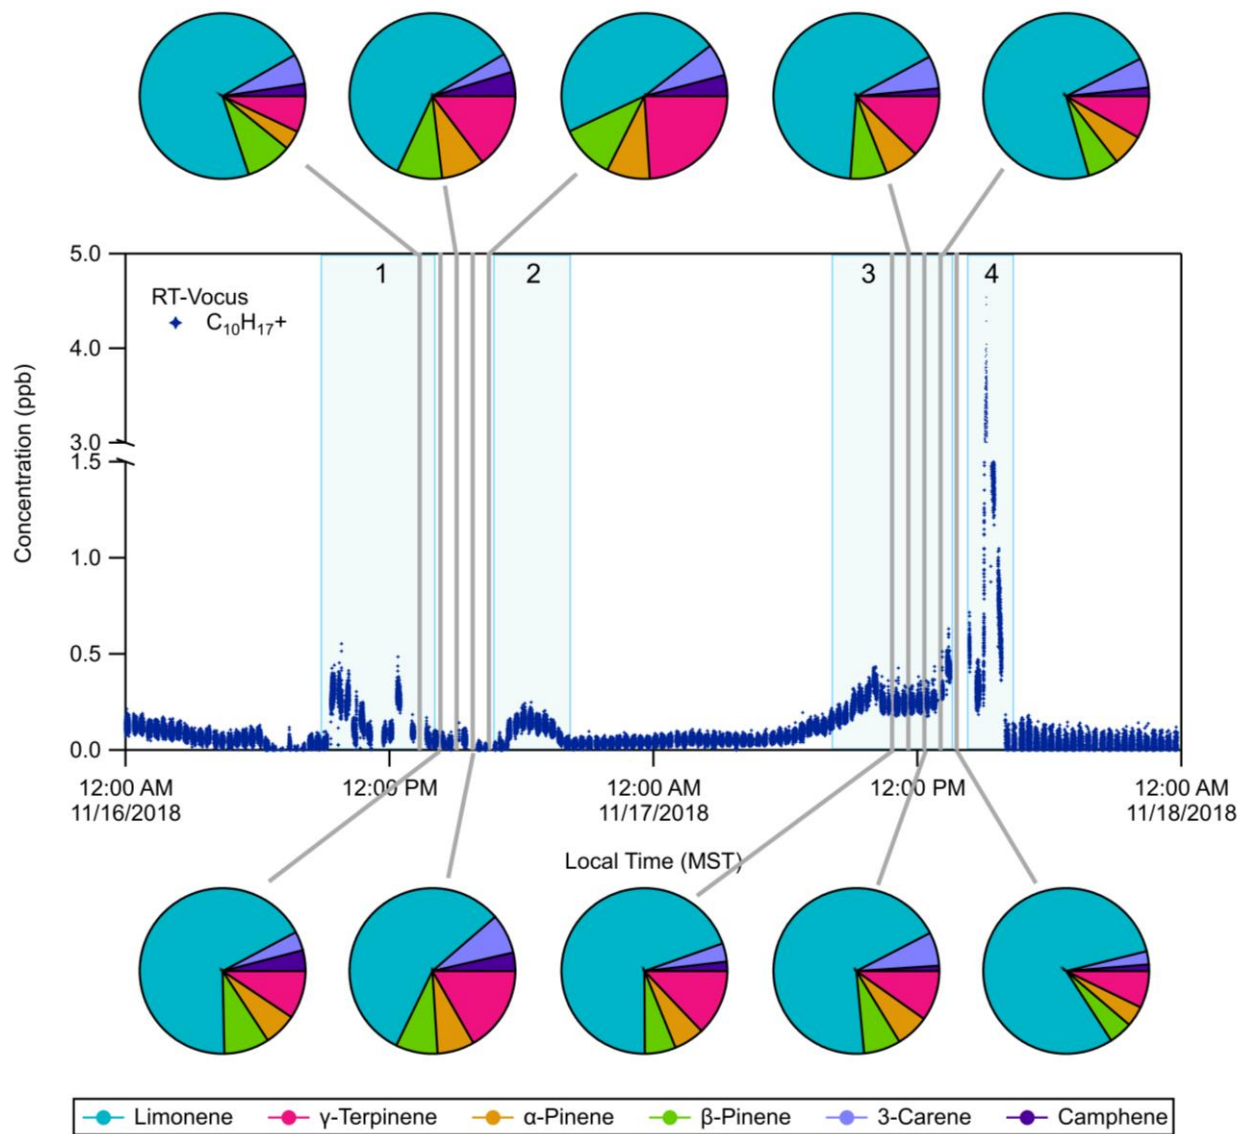 5.0
1
2
3
4
RT-Vocus
C₁₀H₁₇+
4.0
Concentration (ppb)
3.0
1.5
1.0
0.5
0.0
12:00 AM
11/16/2018
12:00 PM
12:00 AM
11/17/2018
12:00 PM
12:00 AM
11/18/2018
Local Time (MST)
Limonene
γ-Terpinene
α-Pinene
β-Pinene
3-Carene
Camphene